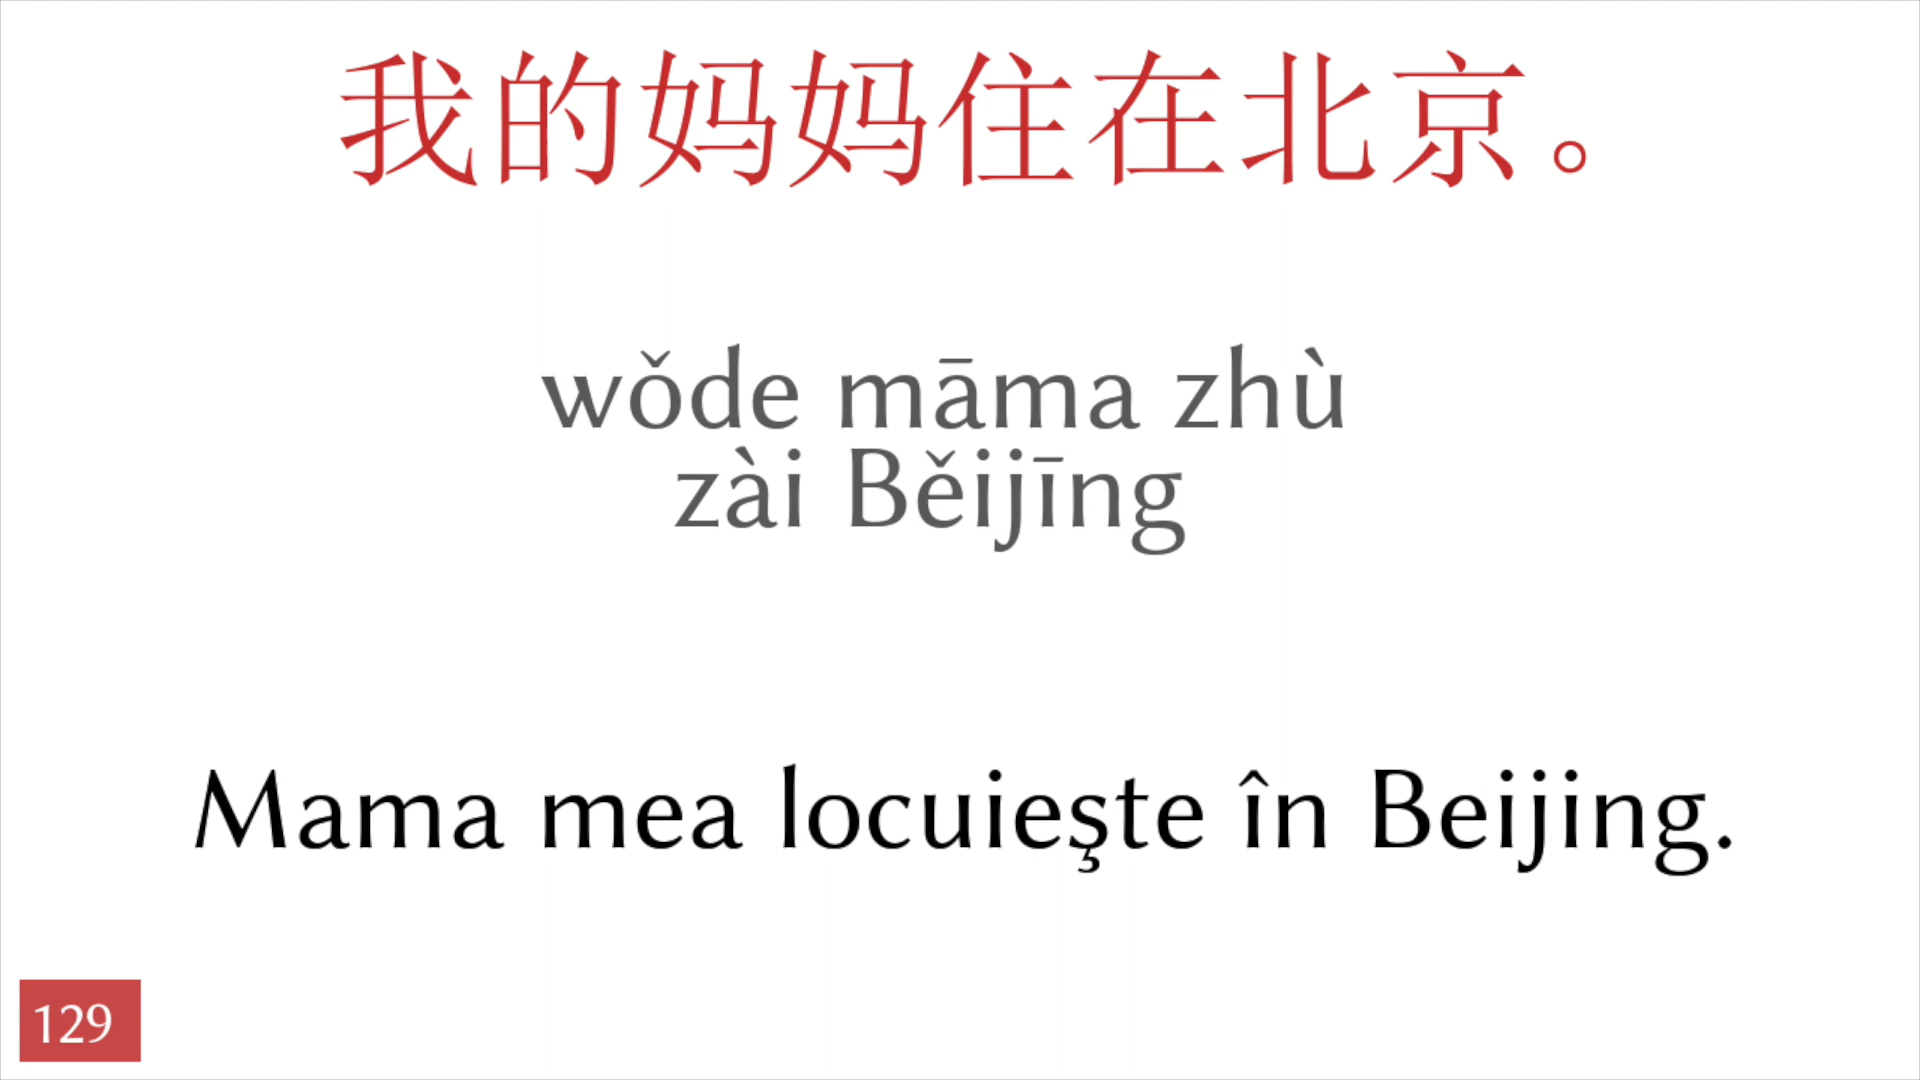 我的妈妈住在北京。
wǒde māma zhù
zài Běijīng
Mama mea locuieşte în Beijing.
129